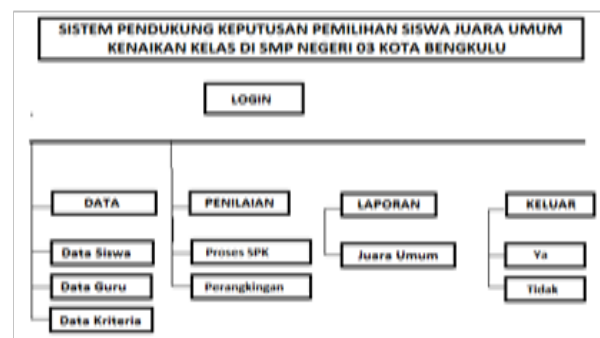 SISTEM PENDUKUNG KEPUTUSAN PEMILIHAN SISWA JUARA UMUM
KENAIKAN KELAS DI SMP NEGERI 03 KOTA BENGKULU
LOGIN
DATA
PENILAIAN
LAPORAN
KELUAR
Data Siswa
Proses SPK
Juara Umum
Ya
Data Guru
Perangkingan
Tidak
Data Kriteria